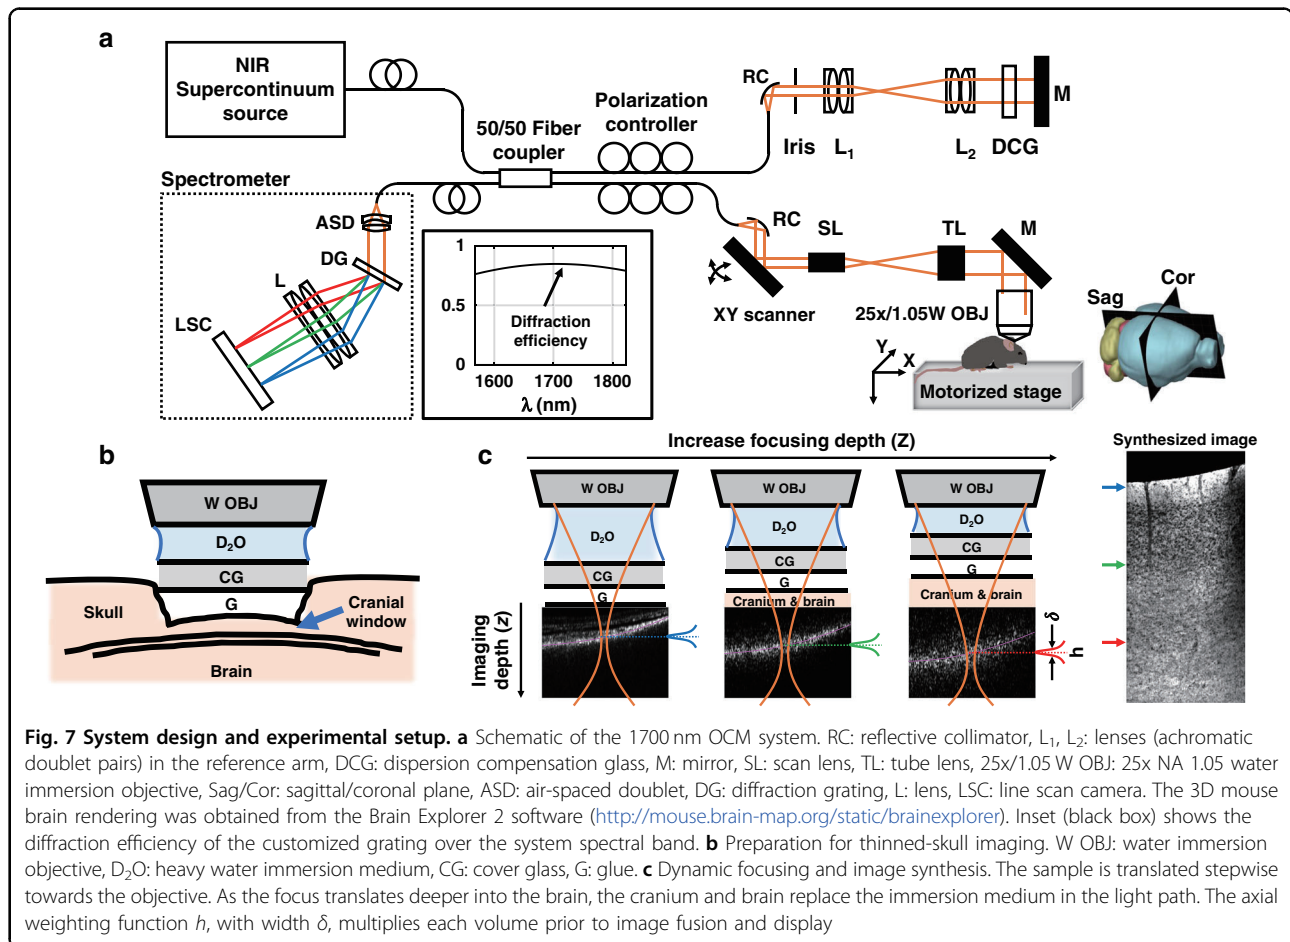 a
NIR
Supercontinuum
source
50/50 Fiber
coupler
Polarization
controller
RC
Iris
L1
L2
DCG
M
Spectrometer
ASD
DG
L
LSC
1
0.5
0
Diffraction
efficiency
1600
1700
1800
λ (nm)
RC
SL
TL
M
XY scanner
25x/1.05W OBJ
Y
X
Motorized stage
Sag
Cor
b
W OBJ
D2O
CG
G
Skull
Cranial
window
Brain
c
Increase focusing depth (Z)
Synthesized image
W OBJ
D2O
CG
G
W OBJ
D2O
CG
G
Cranium & brain
W OBJ
D2O
CG
G
Cranium & brain
Imaging
depth (z)
δ
h
Fig. 7 System design and experimental setup. a Schematic of the 1700 nm OCM system. RC: reflective collimator, L1, L2: lenses (achromatic
doublet pairs) in the reference arm, DCG: dispersion compensation glass, M: mirror, SL: scan lens, TL: tube lens, 25x/1.05 W OBJ: 25x NA 1.05 water
immersion objective, Sag/Cor: sagittal/coronal plane, ASD: air-spaced doublet, DG: diffraction grating, L: lens, LSC: line scan camera. The 3D mouse
brain rendering was obtained from the Brain Explorer 2 software (http://mouse.brain-map.org/static/brainexplorer). Inset (black box) shows the
diffraction efficiency of the customized grating over the system spectral band. b Preparation for thinned-skull imaging. W OBJ: water immersion
objective, D2O: heavy water immersion medium, CG: cover glass, G: glue. c Dynamic focusing and image synthesis. The sample is translated stepwise
towards the objective. As the focus translates deeper into the brain, the cranium and brain replace the immersion medium in the light path. The axial
weighting function h, with width δ, multiplies each volume prior to image fusion and display